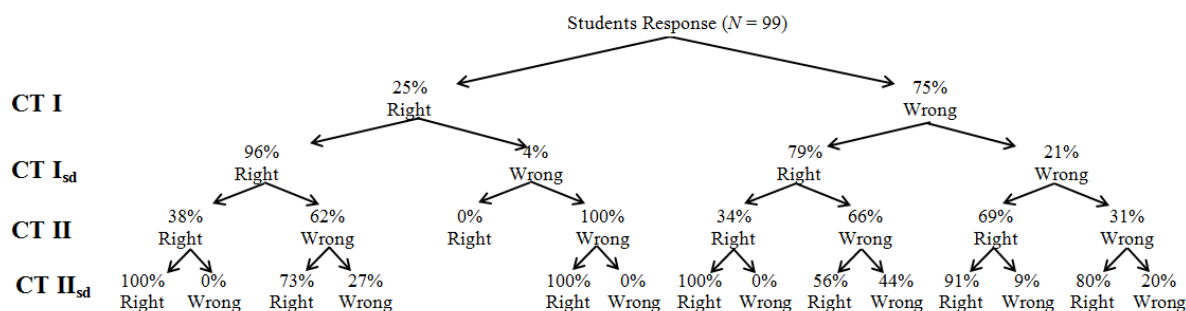 Students Response (N = 99)
25% 75%
CT I Right Wrong
96% 4% 79% 21%
CT Isd Right Wrong Right Wrong
38% 62% 0% 100% 34% 66% 69% 31%
CT II Right Wrong Right Wrong Right Wrong Right Wrong
100% 0% 73% 27% 100% 0% 100% 0% 56% 44% 91% 9% 80% 20%
CT IIsd Right Wrong Right Wrong Right Wrong Right Wrong Right Wrong Right Wrong Right Wrong